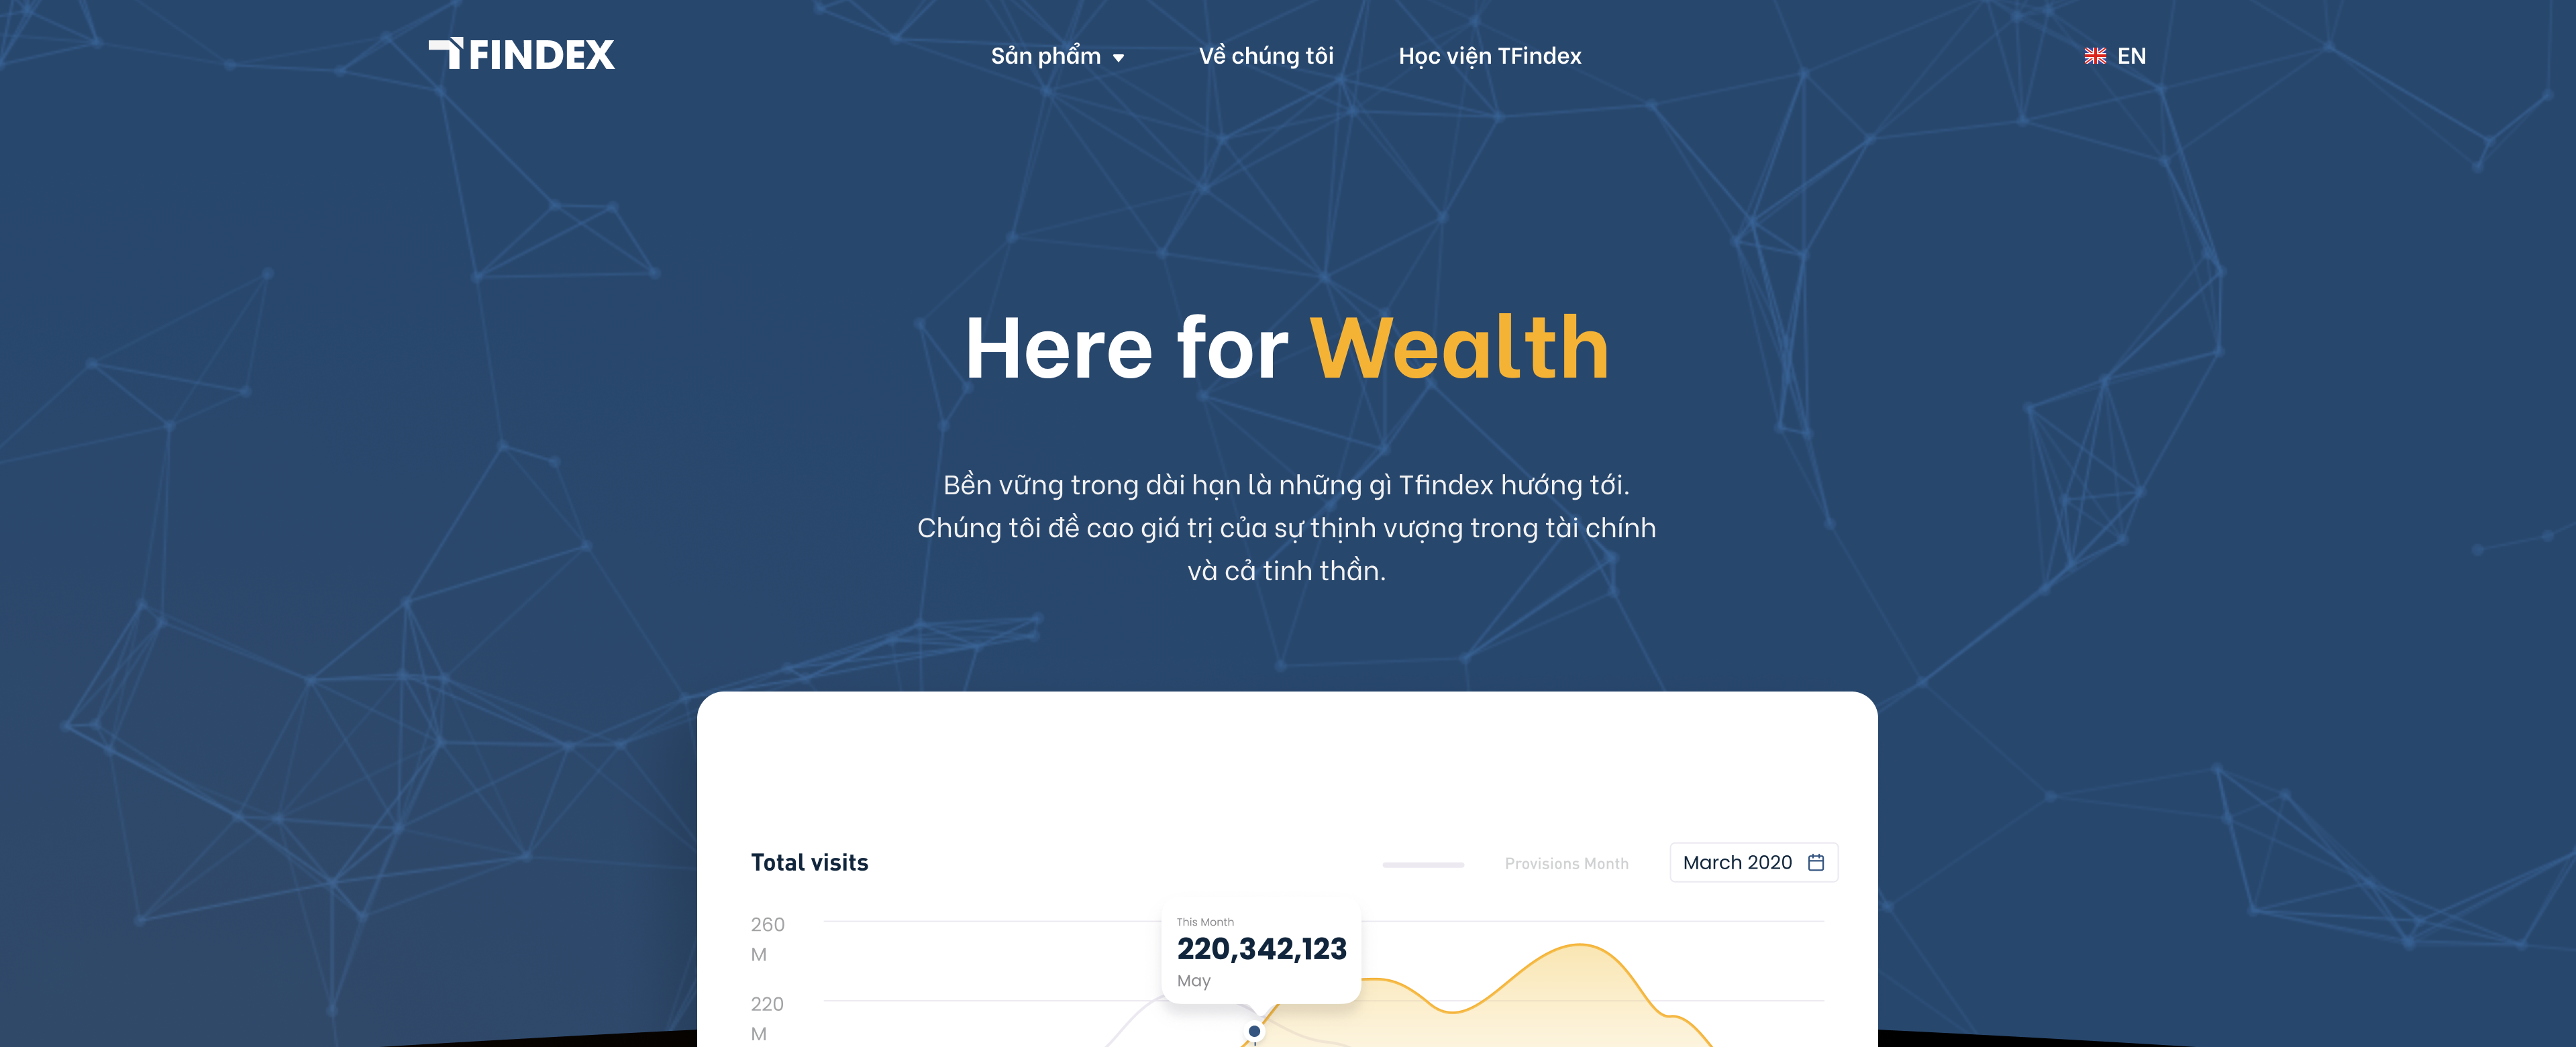 TFINDEX
Sản phẩm
Về chúng tôi
Học viện TFindex
EN
Here for Wealth
Bền vững trong dài hạn là những gì Tfindex hướng tới.
Chúng tôi đề cao giá trị của sự thịnh vượng trong tài chính
và cả tinh thần.
Total visits
Provisions Month
March 2020
260
M
This Month
220,342,123
May
220
M